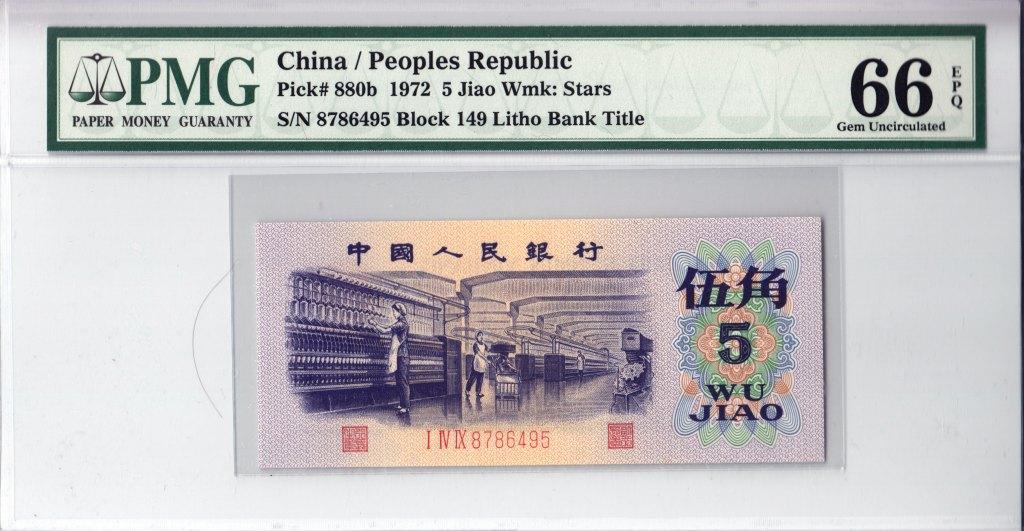 PMG
PAPER MONEY GUARANTY
China / Peoples Republic
Pick# 880b 1972 5 Jiao Wmk: Stars
S/N 8786495 Block 149 Litho Bank Title
66
EPQ
Gem Uncirculated
中國人民銀行
伍角
5
WU
JIAO
I IV IX 8786495